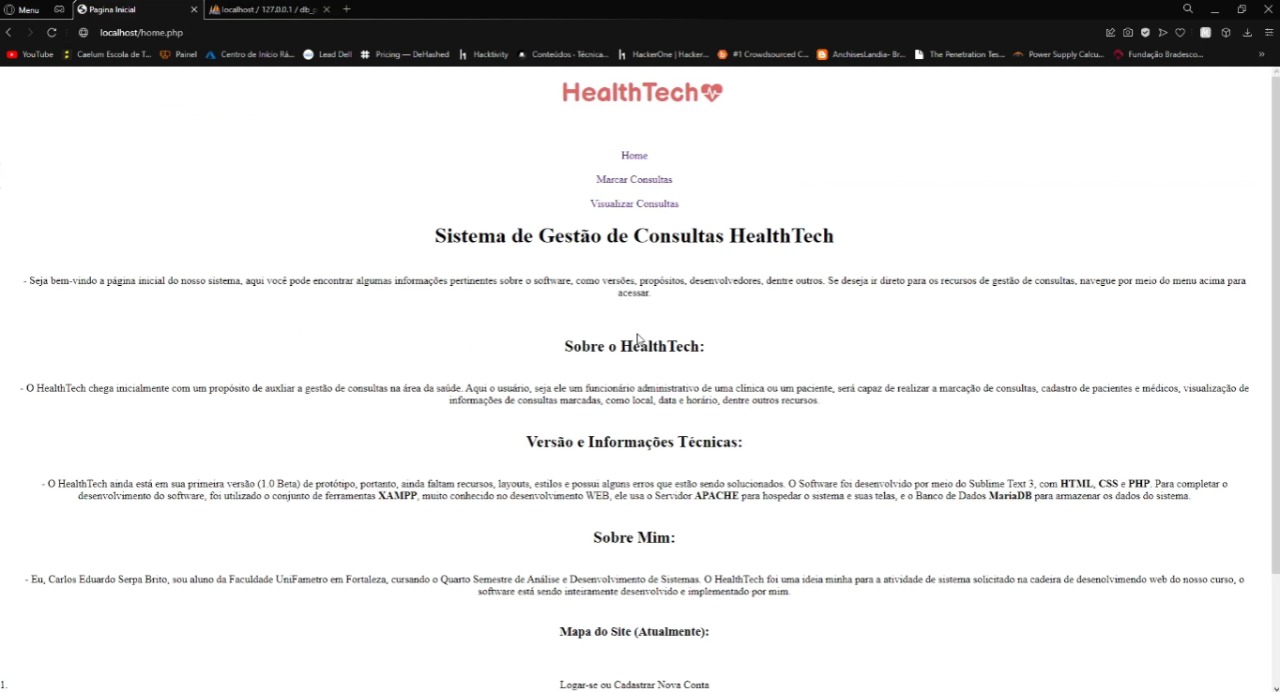 Menu
Pagina Inicial
localhost / 127.0.0.1 / db_p
localhost/home.php
YouTube
Caelum Escola de T...
Painel
Centro de Início Rá...
Lead Dell
Pricing — DeHashed
Hacktivity
Conteúdos - Técnica...
HackerOne | Hacker...
#1 Crowdsourced C...
AnchisesLandia- Br...
The Penetration Tes...
Power Supply Calcu...
Fundação Bradesco...
HealthTech
Home
Marcar Consultas
Visualizar Consultas
Sistema de Gestão de Consultas HealthTech
- Seja bem-vindo a página inicial do nosso sistema, aqui você pode encontrar algumas informações pertinentes sobre o software, como versões, propósitos, desenvolvedores, dentre outros. Se deseja ir direto para os recursos de gestão de consultas, navegue por meio do menu acima para
acessar.
Sobre o HealthTech:
- O HealthTech chega inicialmente com um propósito de auxliar a gestão de consultas na área da saúde. Aqui o usuário, seja ele um funcionário administrativo de uma clínica ou um paciente, será capaz de realizar a marcação de consultas, cadastro de pacientes e médicos, visualização de
informações de consultas marcadas, como local, data e horário, dentre outros recursos.
Versão e Informações Técnicas:
- O HealthTech ainda está em sua primeira versão (1.0 Beta) de protótipo, portanto, ainda faltam recursos, layouts, estilos e possui alguns erros que estão sendo solucionados. O Software foi desenvolvido por meio do Sublime Text 3, com HTML, CSS e PHP. Para completar o
desenvolvimento do software, foi utilizado o conjunto de ferramentas XAMPP, muito conhecido no desenvolvimento WEB, ele usa o Servidor APACHE para hospedar o sistema e suas telas, e o Banco de Dados MariaDB para armazenar os dados do sistema.
Sobre Mim:
- Eu, Carlos Eduardo Serpa Brito, sou aluno da Faculdade UniFametro em Fortaleza, cursando o Quarto Semestre de Análise e Desenvolvimento de Sistemas. O HealthTech foi uma ideia minha para a atividade de sistema solicitado na cadeira de desenolvimendo web do nosso curso, o
software está sendo inteiramente desenvolvido e implementado por mim.
Mapa do Site (Atualmente):
1. Logar-se ou Cadastrar Nova Conta